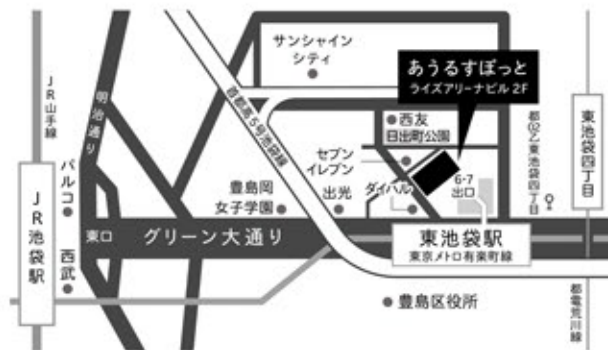 サンシャイン
シティ
あうるすぽっと
ライズアリーナビル 2F
JR山手線
明治通り
首都高5号池袋線
西友
日出町公園
セブン
イレブン
ダイハル
6-7
出口
都電東池袋四丁目
東池袋四丁目
パルコ
JR池袋駅
西武
豊島岡
女子学園
出光
東口
グリーン大通り
東池袋駅
東京メトロ有楽町線
豊島区役所
都電荒川線